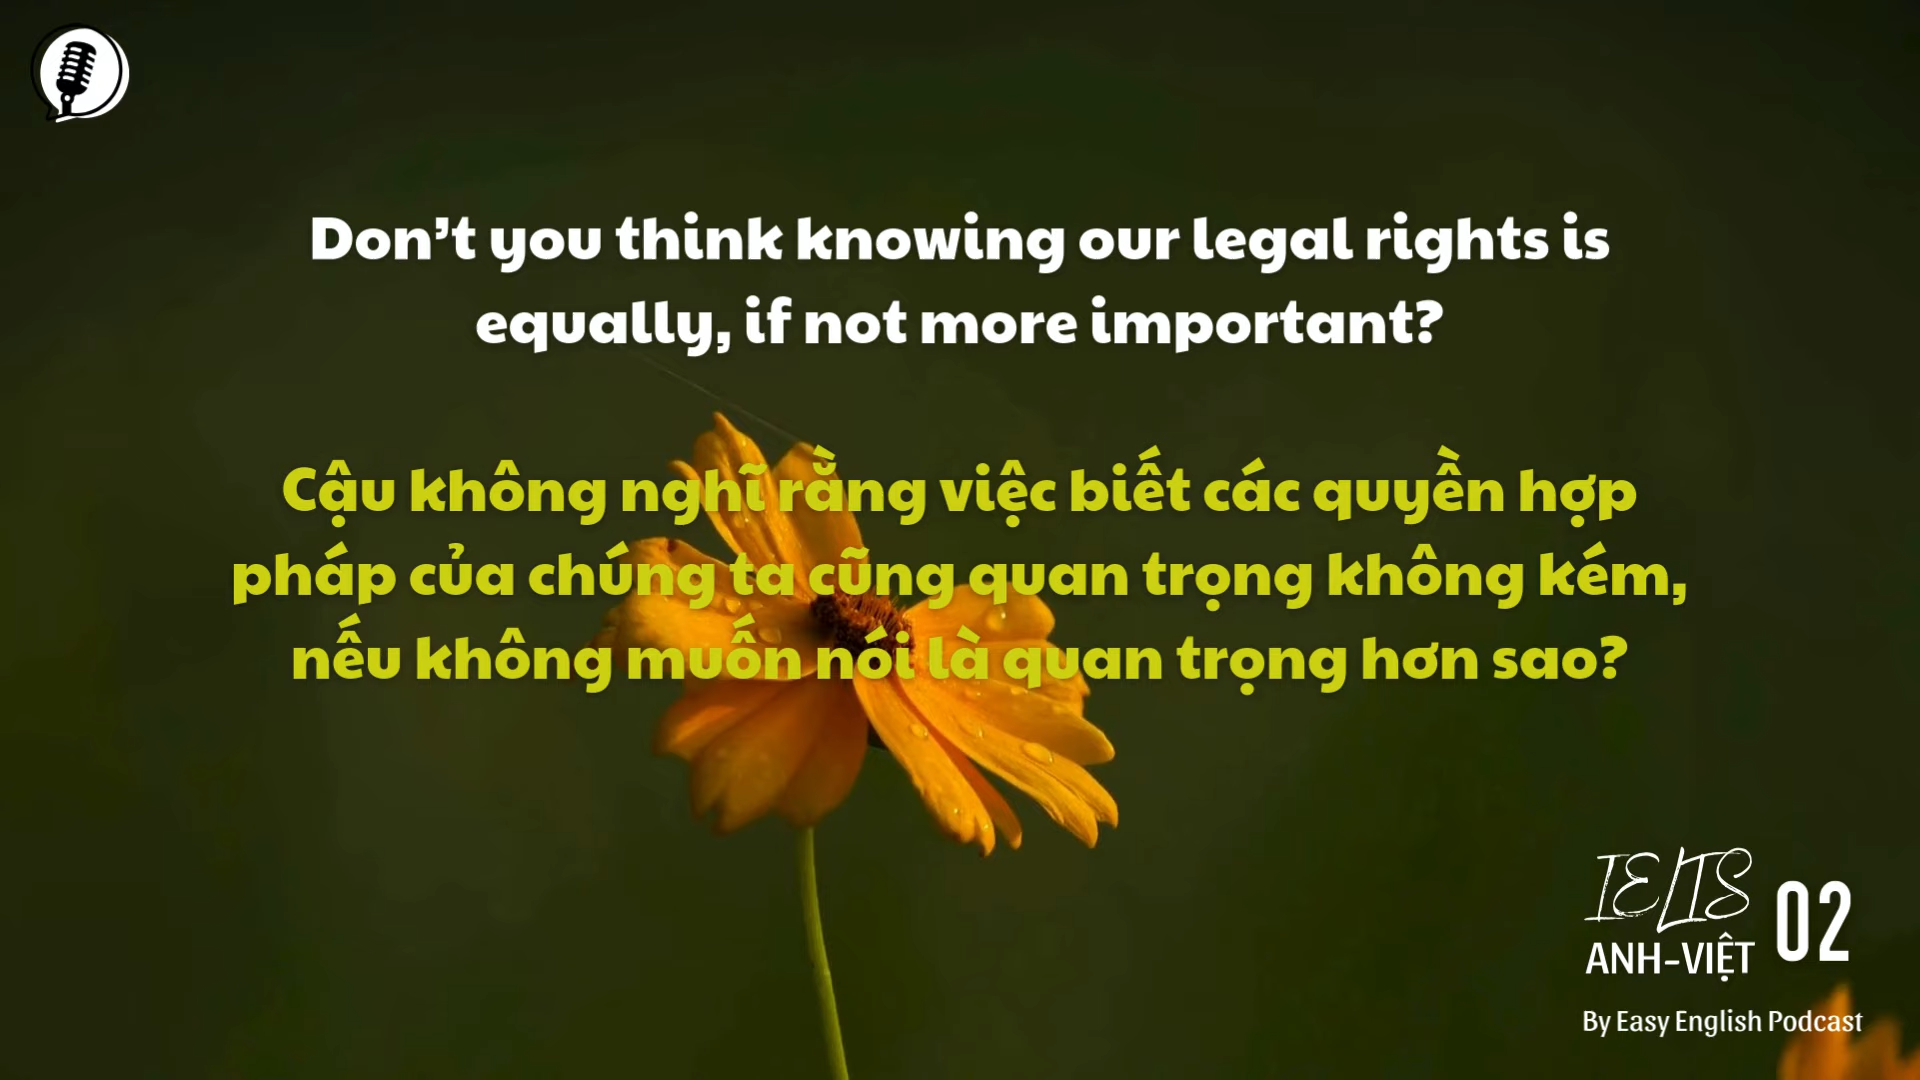 Don’t you think knowing our legal rights is
equally, if not more important?
Cậu không nghĩ rằng việc biết các quyền hợp
pháp của chúng ta cũng quan trọng không kém,
nếu không muốn nói là quan trọng hơn sao?
IELTS
ANH-VIỆT 02
By Easy English Podcast